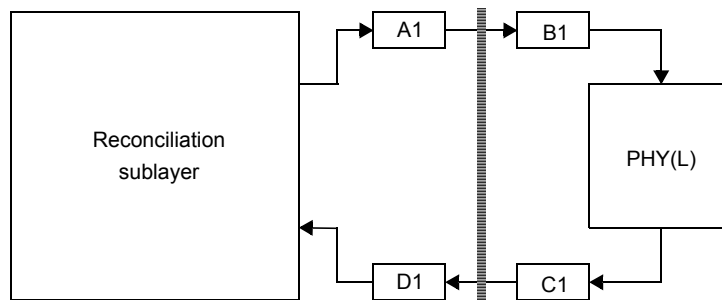 A1
B1
Reconciliation
sublayer
PHY(L)
D1
C1